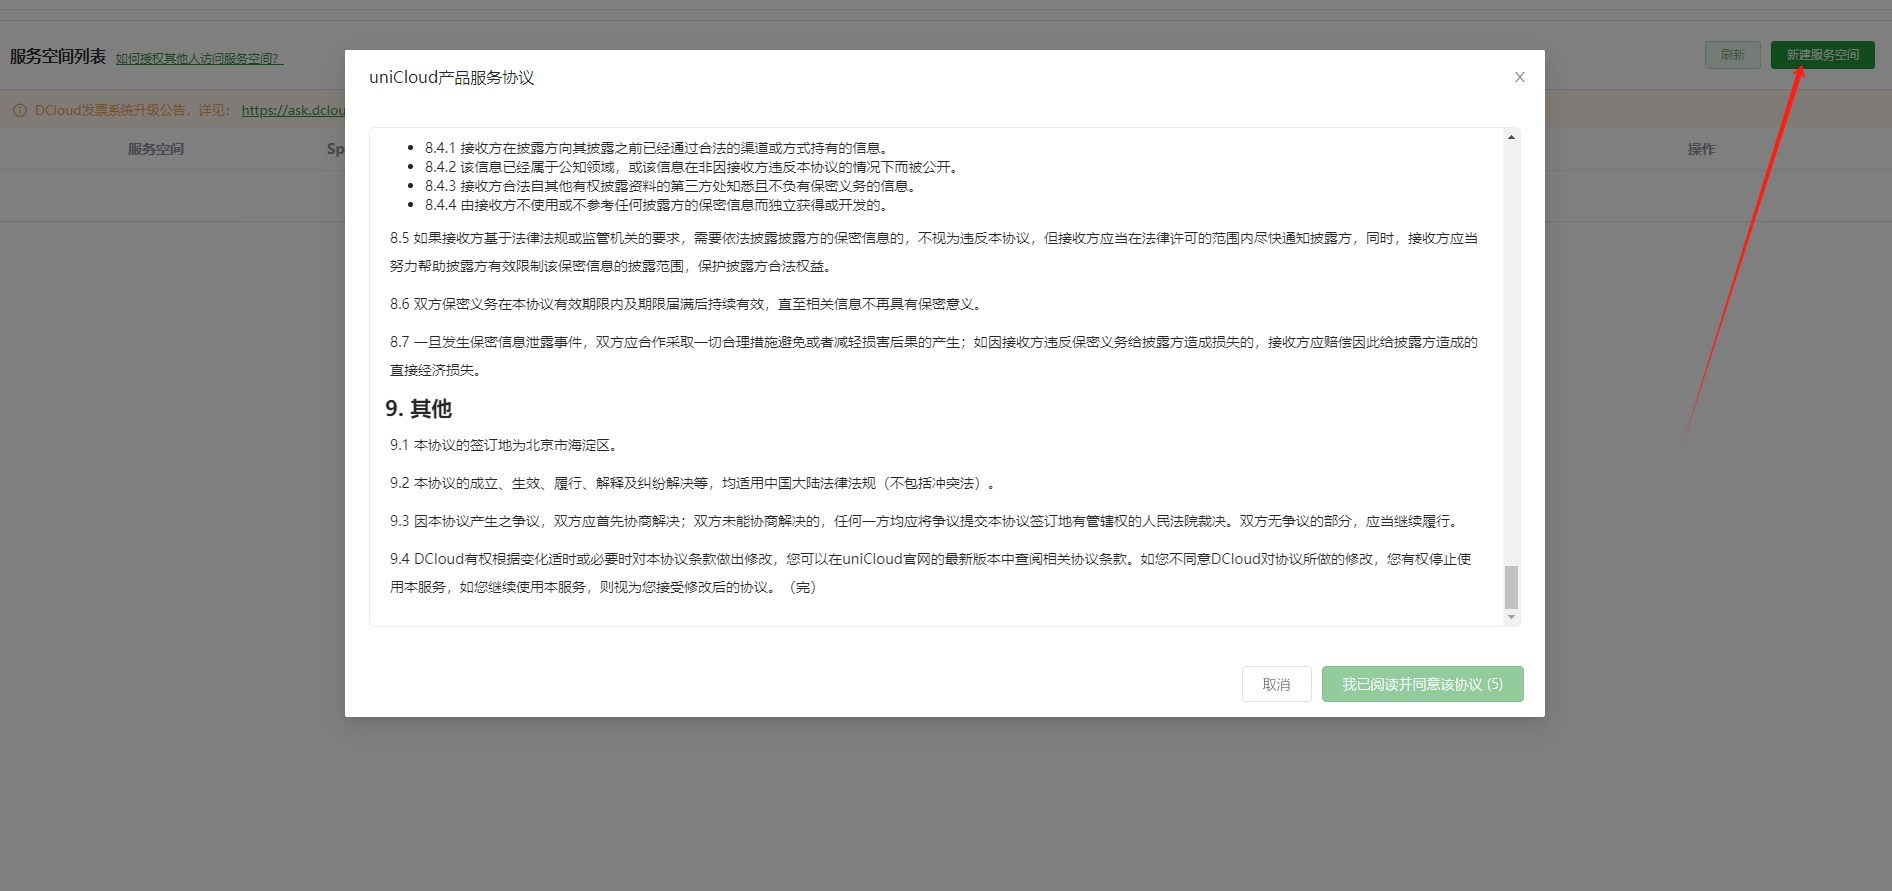 服务空间列表 如何授权其他人访问服务空间？
刷新
新建服务空间
DCloud发票系统升级公告，详见： https://ask.dclou
服务空间
Sp
操作
uniCloud产品服务协议
8.4.1 接收方在披露方向其披露之前已经通过合法的渠道或方式持有的信息。
8.4.2 该信息已经属于公知领域，或该信息在非因接收方违反本协议的情况下而被公开。
8.4.3 接收方合法自其他有权披露资料的第三方处知悉且不负有保密义务的信息。
8.4.4 由接收方不使用或不参考任何披露方的保密信息而独立获得或开发的。
8.5 如果接收方基于法律法规或监管机关的要求，需要依法披露披露方的保密信息的，不视为违反本协议，但接收方应当在法律许可的范围内尽快通知披露方，同时，接收方应当
努力帮助披露方有效限制该保密信息的披露范围，保护披露方合法权益。
8.6 双方保密义务在本协议有效期限内及期限届满后持续有效，直至相关信息不再具有保密意义。
8.7 一旦发生保密信息泄露事件，双方应合作采取一切合理措施避免或者减轻损害后果的产生；如因接收方违反保密义务给披露方造成损失的，接收方应赔偿因此给披露方造成的
直接经济损失。
9. 其他
9.1 本协议的签订地为北京市海淀区。
9.2 本协议的成立、生效、履行、解释及纠纷解决等，均适用中国大陆法律法规（不包括冲突法）。
9.3 因本协议产生之争议，双方应首先协商解决；双方未能协商解决的，任何一方均应将争议提交本协议签订地有管辖权的人民法院裁决。双方无争议的部分，应当继续履行。
9.4 DCloud有权根据变化适时或必要时对本协议条款做出修改，您可以在uniCloud官网的最新版本中查阅相关协议条款。如您不同意DCloud对协议所做的修改，您有权停止使
用本服务，如您继续使用本服务，则视为您接受修改后的协议。（完）
取消
我已阅读并同意该协议 (5)